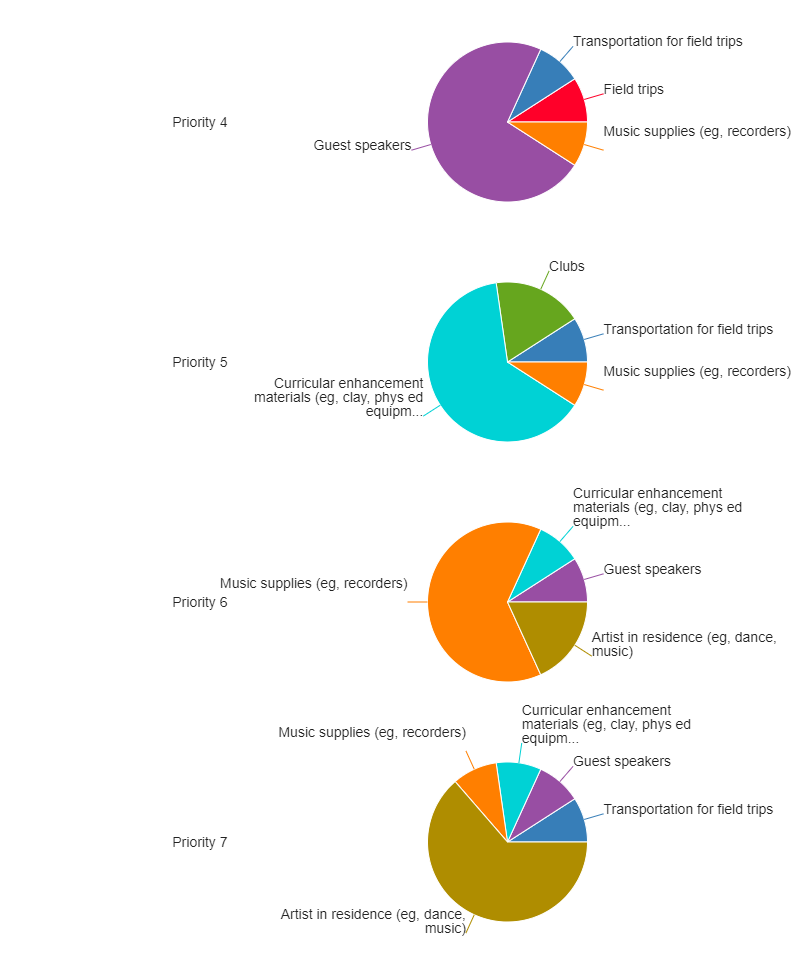 Transportation for field trips
Field trips
Priority 4
Music supplies (eg, recorders)
Guest speakers
Clubs
Transportation for field trips
Priority 5
Music supplies (eg, recorders)
Curricular enhancement
materials (eg, clay, phys ed
equipm...
Curricular enhancement
materials (eg, clay, phys ed
equipm...
Guest speakers
Music supplies (eg, recorders)
Priority 6
Artist in residence (eg, dance,
music)
Curricular enhancement
materials (eg, clay, phys ed
equipm...
Music supplies (eg, recorders)
Guest speakers
Transportation for field trips
Priority 7
Artist in residence (eg, dance,
music)